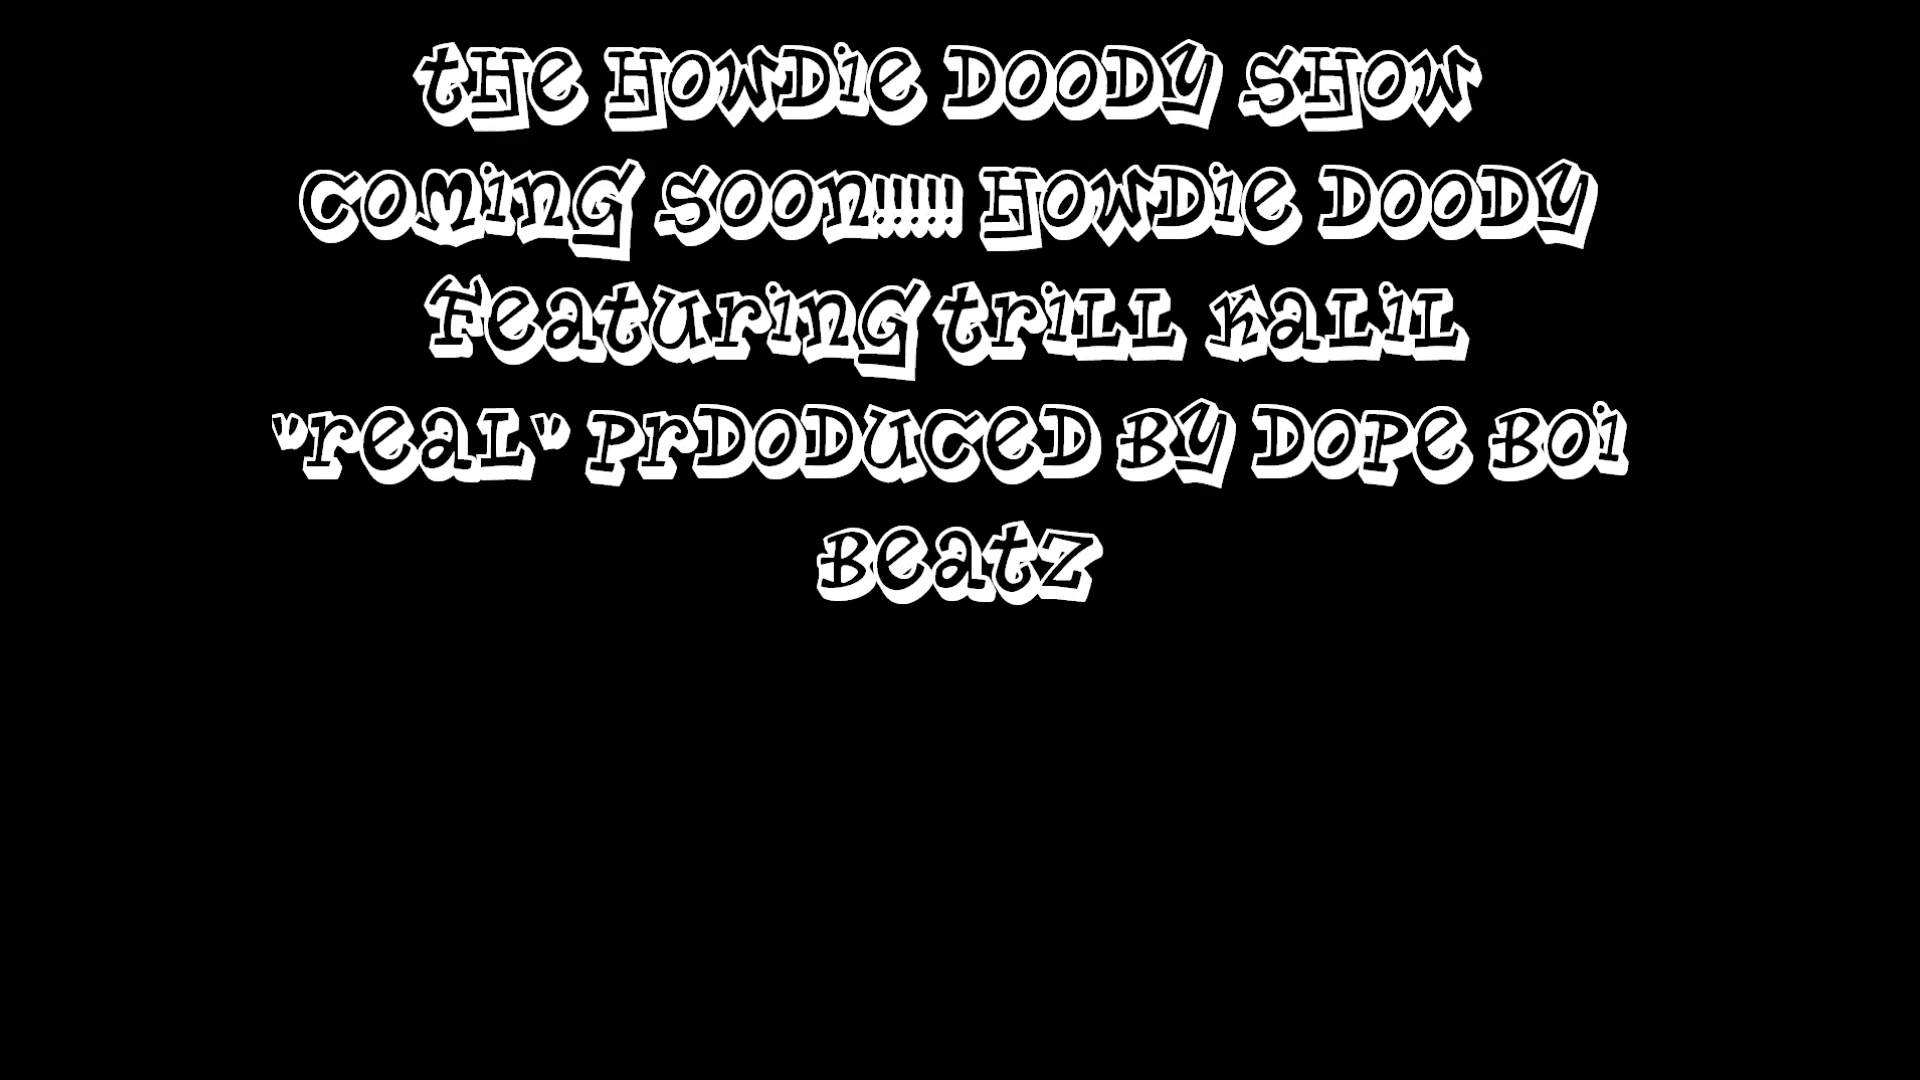 THE HOWDIE DOODY SHOW
COMING SOON!!!!! HOWDIE DOODY
FEATURING TRILL KALIL
"REAL" PRDODUCED BY DOPE BOI
BEATZ